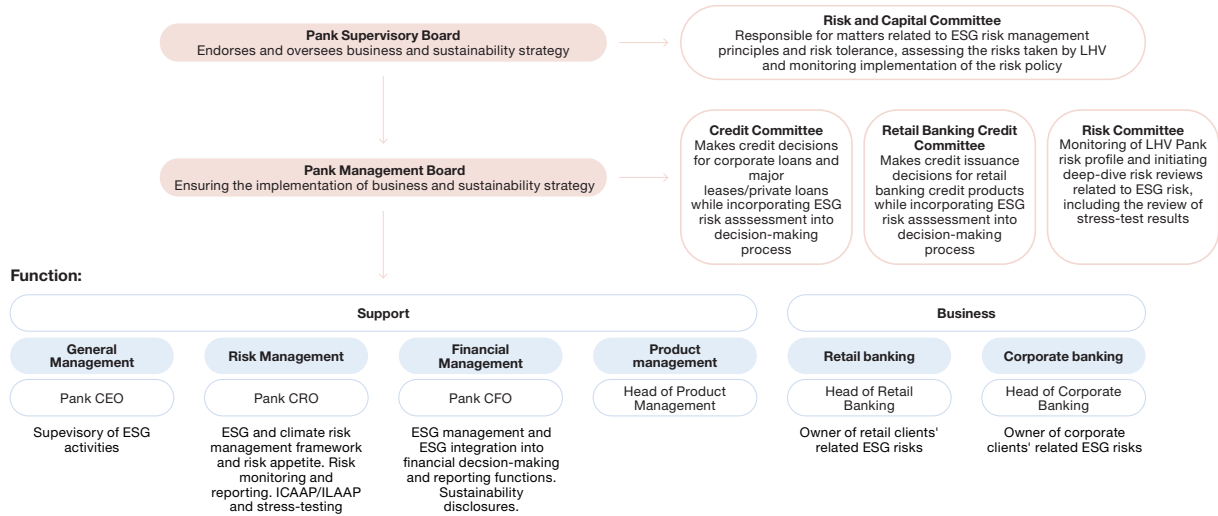 Pank Supervisory Board
Endorses and oversees business and sustainability strategy
Risk and Capital Committee
Responsible for matters related to ESG risk management
principles and risk tolerance, assessing the risks taken by LHV
and monitoring implementation of the risk policy
Pank Management Board
Ensuring the implementation of business and sustainability strategy
Credit Committee
Makes credit decisions
for corporate loans and
major
leases/private loans
while incorporating ESG
risk asssessment into
decision-making
process
Retail Banking Credit
Committee
Makes credit issuance
decisions for retail
banking credit products
while incorporating ESG
risk asssessment into
decision-making
process
Risk Committee
Monitoring of LHV Pank
risk profile and initiating
deep-dive risk reviews
related to ESG risk,
including the review of
stress-test results
Function:
Support
Business
General
Management
Risk Management
Financial
Management
Product
management
Retail banking
Corporate banking
Pank CEO
Pank CRO
Pank CFO
Head of Product
Management
Head of Retail
Banking
Head of Corporate
Banking
Supevisory of ESG
activities
ESG and climate risk
management framework
and risk appetite. Risk
monitoring and
reporting. ICAAP/ILAAP
and stress-testing
ESG management and
ESG integration into
financial decsion-making
and reporting functions.
Sustainability
disclosures.
Owner of retail clients'
related ESG risks
Owner of corporate
clients' related ESG risks